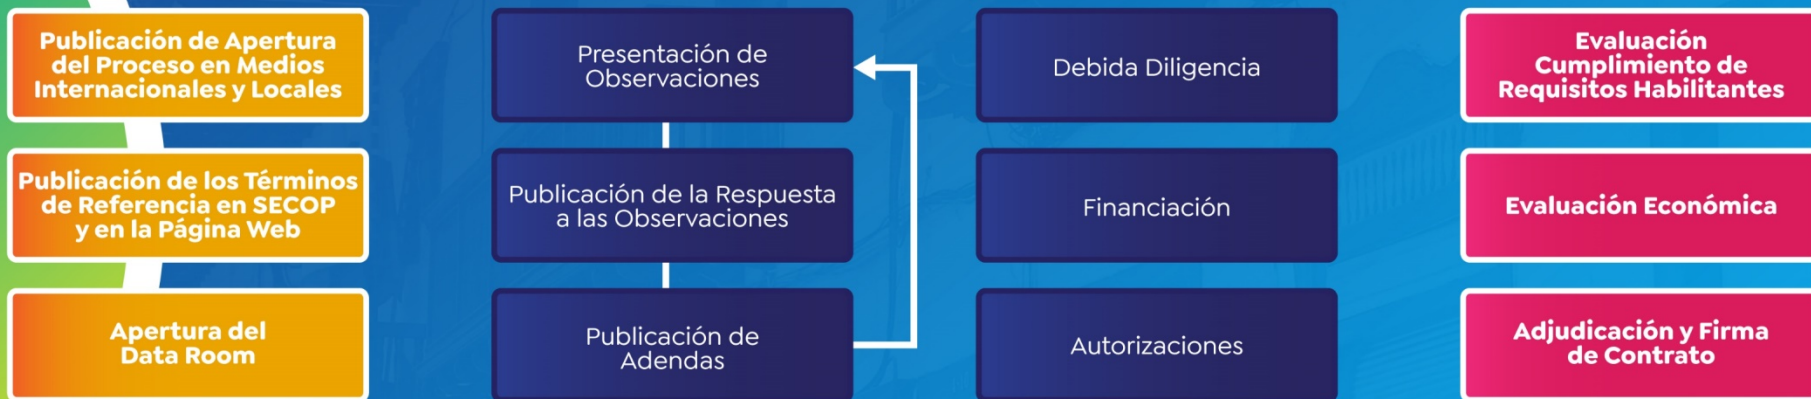 Publicación de Apertura
del Proceso en Medios
Internacionales y Locales
Publicación de los Términos
de Referencia en SECOP
y en la Página Web
Apertura del
Data Room
Presentación de
Observaciones
Publicación de la Respuesta
a las Observaciones
Publicación de
Adendas
Debida Diligencia
Financiación
Autorizaciones
Evaluación
Cumplimiento de
Requisitos Habilitantes
Evaluación Económica
Adjudicación y Firma
de Contrato